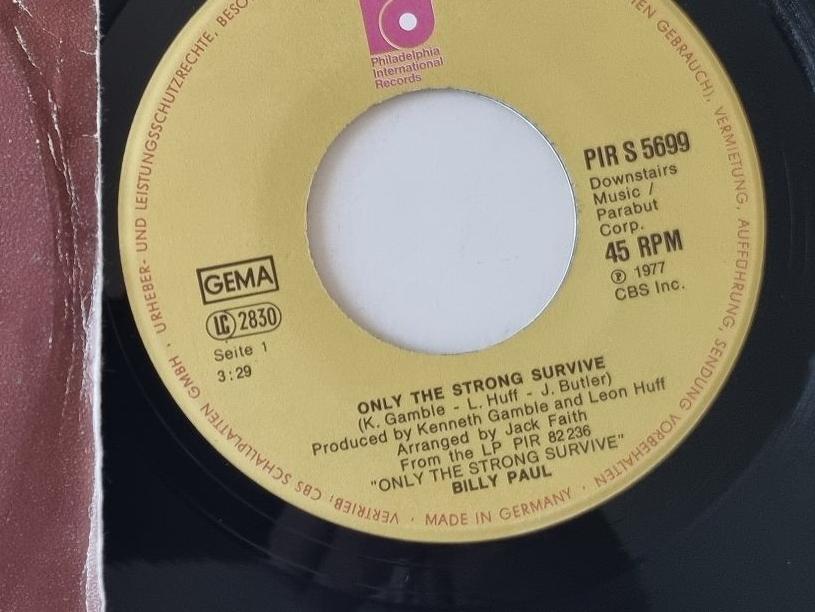 Philadelphia
International
Records
PIR S 5699
Downstairs
Music /
Parabut
Corp.
45 RPM
Ⓟ 1977
CBS Inc.
GEMA
LC 2830
Seite 1
3:29
ONLY THE STRONG SURVIVE
(K. Gamble - L. Huff - J. Butler)
Produced by Kenneth Gamble and Leon Huff
Arranged by Jack Faith
From the LP PIR 82 236
"ONLY THE STRONG SURVIVE"
BILLY PAUL
URHEBER- UND LEISTUNGSSCHUTZRECHTE,
GEBRAUCH), VERMIETUNG, AUFFÜHRUNG, SENDUNG VORBEHALTEN ·
MADE IN GERMANY ·
VERTRIEB: CBS SCHALLPLATTEN GMBH ·